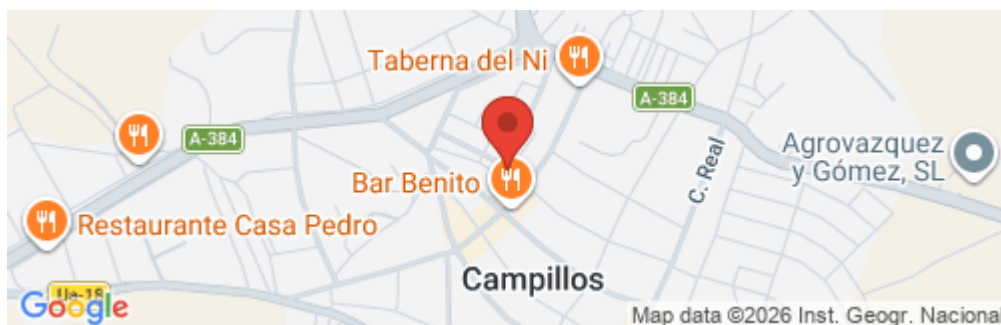 Taberna del Ni
A-384
A-384
Agrovazquez
y Gómez, SL
C. Real
Bar Benito
Restaurante Casa Pedro
Campillos
Google
Map data ©2026 Inst. Geogr. Naciona